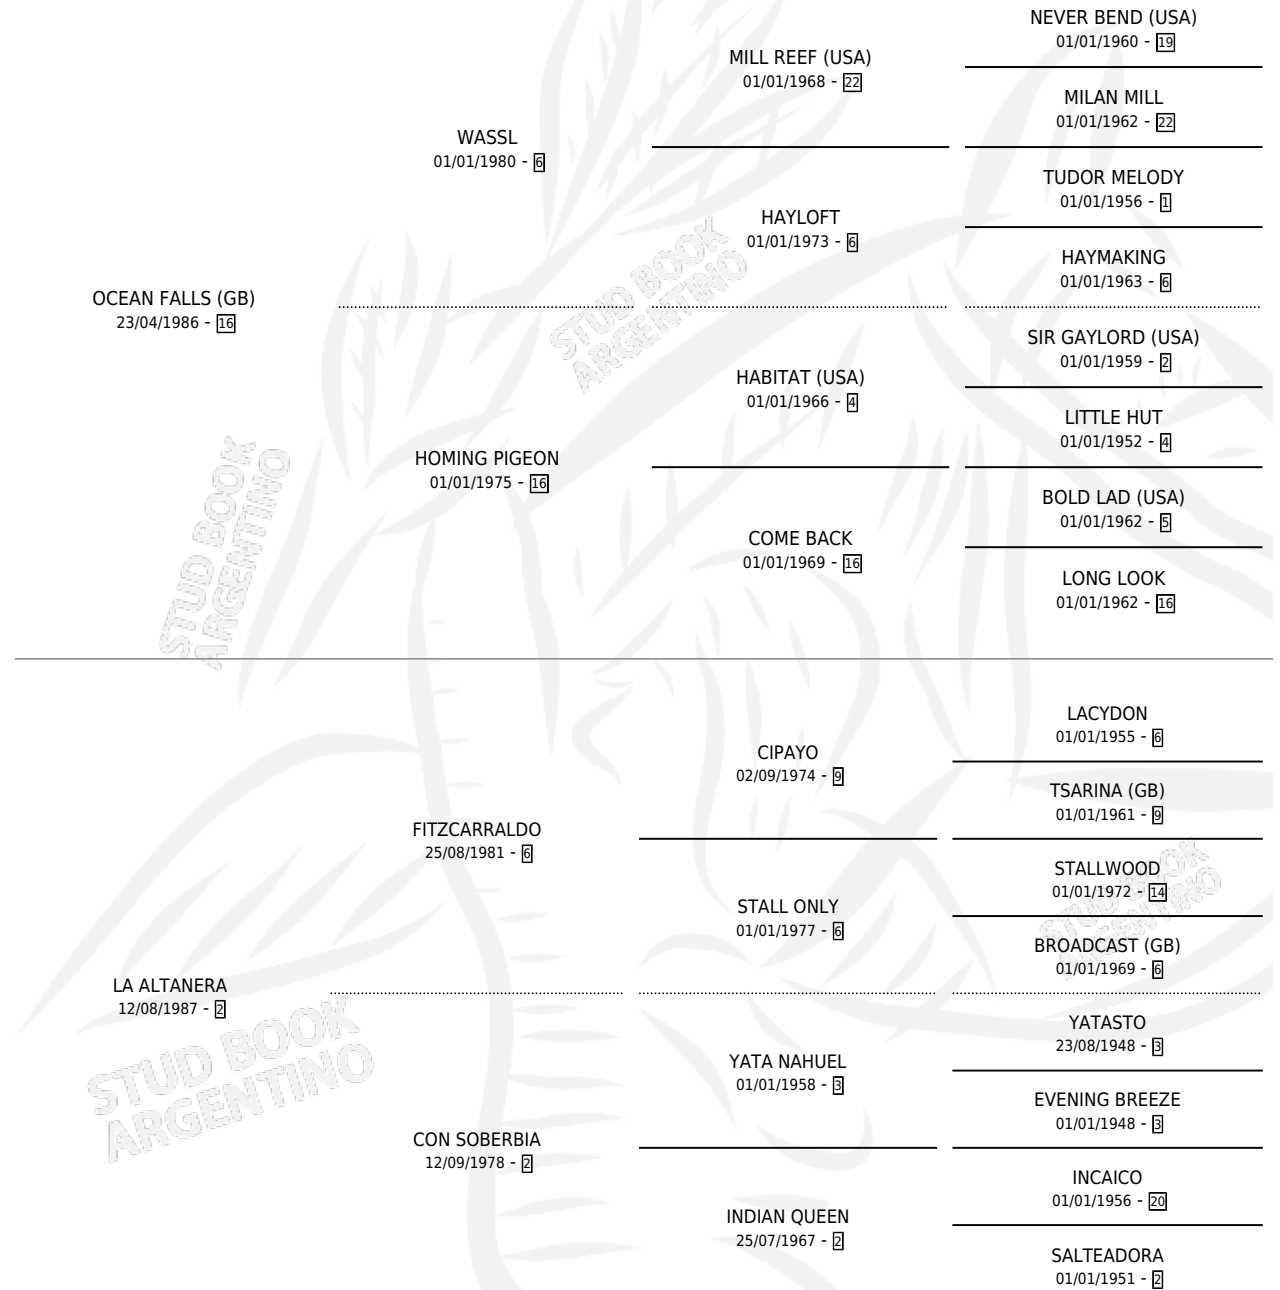 NEVER BEND (USA)
01/01/1960 - 19
MILL REEF (USA)
01/01/1968 - 22
MILAN MILL
01/01/1962 - 22
WASSL
01/01/1980 - 6
TUDOR MELODY
01/01/1956 - 1
HAYLOFT
01/01/1973 - 6
HAYMAKING
01/01/1963 - 6
OCEAN FALLS (GB)
23/04/1986 - 16
STUD BOOK
ARGENTINO
SIR GAYLORD (USA)
01/01/1959 - 2
HABITAT (USA)
01/01/1966 - 4
LITTLE HUT
01/01/1952 - 4
HOMING PIGEON
01/01/1975 - 16
BOLD LAD (USA)
01/01/1962 - 5
COME BACK
01/01/1969 - 16
LONG LOOK
01/01/1962 - 16
STUD BOOK
ARGENTINO
LACYDON
01/01/1955 - 6
CIPAYO
02/09/1974 - 9
TSARINA (GB)
01/01/1961 - 9
FITZCARRALDO
25/08/1981 - 6
STALLWOOD
01/01/1972 - 14
STALL ONLY
01/01/1977 - 6
BROADCAST (GB)
01/01/1969 - 6
STUD BOOK
ARGENTINO
LA ALTANERA
12/08/1987 - 2
YATASTO
23/08/1948 - 3
YATA NAHUEL
01/01/1958 - 3
EVENING BREEZE
01/01/1948 - 3
STUD BOOK
ARGENTINO
CON SOBERBIA
12/09/1978 - 2
INCAICO
01/01/1956 - 20
INDIAN QUEEN
25/07/1967 - 2
SALTEADORA
01/01/1951 - 2